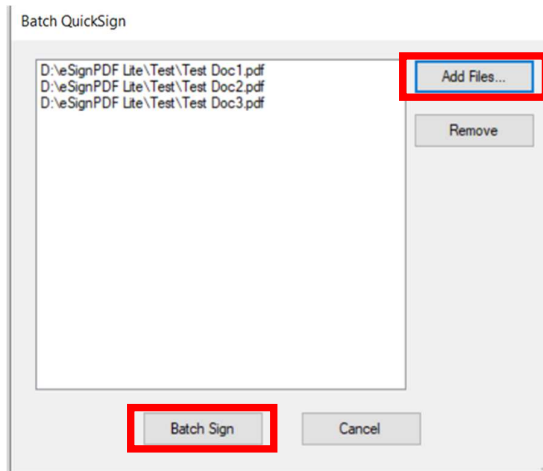 Batch QuickSign
D:\eSignPDF Lite\Test\Test Doc1.pdf
D:\eSignPDF Lite\Test\Test Doc2.pdf
D:\eSignPDF Lite\Test\Test Doc3.pdf
Add Files...
Remove
Batch Sign
Cancel